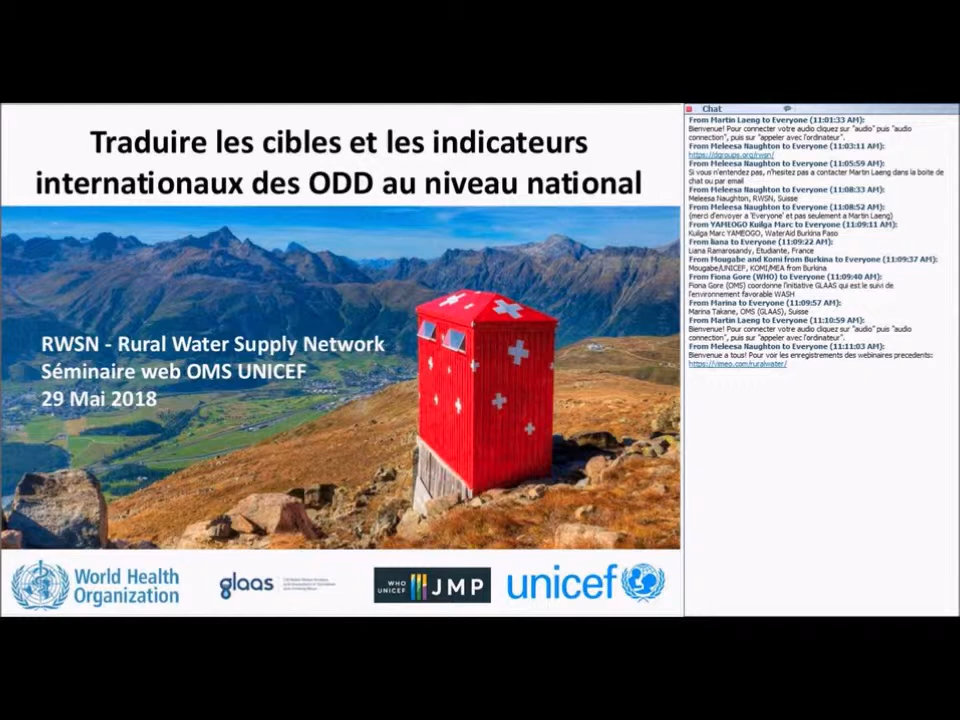 Traduire les cibles et les indicateurs
internationaux des ODD au niveau national
RWSN - Rural Water Supply Network
Séminaire web OMS UNICEF
29 Mai 2018
World Health
Organization
glaas
WHO
UNICEF
JMP
unicef
Chat
From Martin Laeng to Everyone (11:01:33 AM):
Bienvenue! Pour connecter votre audio cliquez sur "audio" puis "audio
connection", puis sur "appeler avec l'ordinateur".
From Meleesa Naughton to Everyone (11:03:11 AM):
https://dgroups.org/rwsn/
From Meleesa Naughton to Everyone (11:05:59 AM):
Si vous n'entendez pas, n'hesitez pas a contacter Martin Laeng dans la boite de
chat ou par email
From Meleesa Naughton to Everyone (11:08:33 AM):
Meleesa Naughton, RWSN, Suisse
From Meleesa Naughton to Everyone (11:08:52 AM):
(merci d'envoyer a 'Everyone' et pas seulement a Martin Laeng)
From YAMEOGO Kuilga Marc to Everyone (11:09:11 AM):
Kuilga Marc YAMEOGO, WaterAid Burkina Faso
From liana to Everyone (11:09:22 AM):
Liana Ramarosandy, Etudiante, France
From Mougabe and Komi from Burkina to Everyone (11:09:37 AM):
Mougabe/UNICEF, KOMI/MEA from Burkina
From Fiona Gore (WHO) to Everyone (11:09:40 AM):
Fiona Gore (OMS) coordonne l'initiative GLAAS qui est le suivi de
l'environement favorable WASH
From Marina to Everyone (11:09:57 AM):
Marina Takane, OMS (GLAAS), Suisse
From Martin Laeng to Everyone (11:10:59 AM):
Bienvenue! Pour connecter votre audio cliquez sur "audio" puis "audio
connection", puis sur "appeler avec l'ordinateur".
From Meleesa Naughton to Everyone (11:11:03 AM):
Bienvenue a tous! Pour voir les enregistrements des webinaires precedents:
https://vimeo.com/ruralwater/